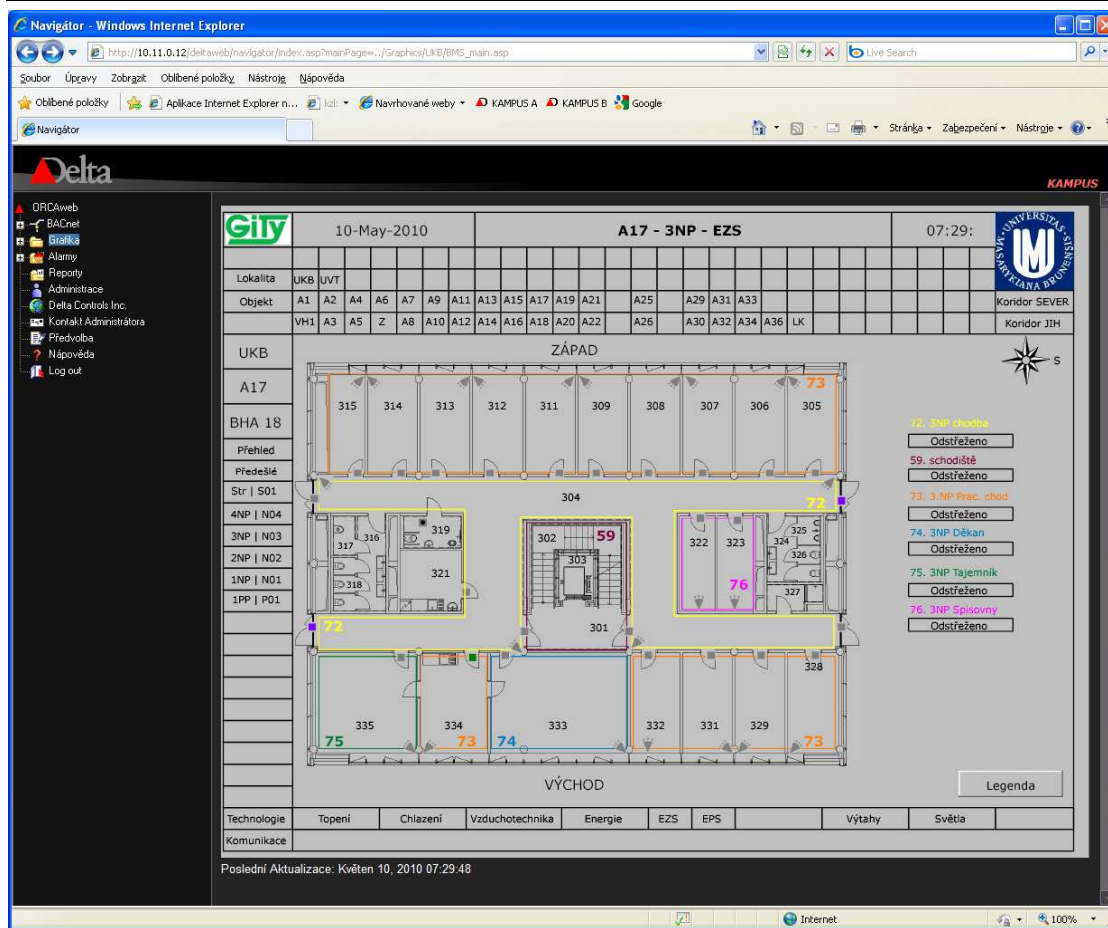 Navigátor - Windows Internet Explorer
http://10.11.0.12/deltaweb/navigator/index.asp?mainPage=../Graphics/UKB/BMS_main.asp
Live Search
Soubor Úpravy Zobrazit Oblíbené položky Nástroje Nápověda
Oblíbené položky Aplikace Internet Explorer n... kzl: Navrhované weby KAMPUS A KAMPUS B Google
Navigátor Stránka Zabezpečení Nástroje
Delta
KAMPUS
ORCAweb
BACnet
Grafika
Alarmy
Reporty
Administrace
Delta Controls Inc.
Kontakt Administrátora
Předvolba
Nápověda
Log out
GiTy 10-May-2010 A17 - 3NP - EZS 07:29:
Lokalita UKB UVT
Objekt A1 A2 A4 A6 A7 A9 A11 A13 A15 A17 A19 A21 A25 A29 A31 A33 Koridor SEVER
VH1 A3 A5 Z A8 A10 A12 A14 A16 A18 A20 A22 A26 A30 A32 A34 A36 LK Koridor JIH
UKB
A17
BHA 18
Přehled
Předešlé
Str | S01
4NP | N04
3NP | N03
2NP | N02
1NP | N01
1PP | P01
ZÁPAD
S
73
315 314 313 312 311 309 308 307 306 305
304
72
316 317 318 319 321
302 59
303
301
322 323
76
324 325
326
327
72
328
335 334 333 332 331 329
75 73 74 73
VÝCHOD
72. 3NP chodba
Odstřeženo
59. schodiště
Odstřeženo
73. 3.NP Prac. chod
Odstřeženo
74. 3NP Děkan
Odstřeženo
75. 3NP Tajemník
Odstřeženo
76. 3NP Spisovny
Odstřeženo
Legenda
Technologie Topení Chlazení Vzduchotechnika Energie EZS EPS Výtahy Světla
Komunikace
Poslední Aktualizace: Květen 10, 2010 07:29:48
Internet 100%